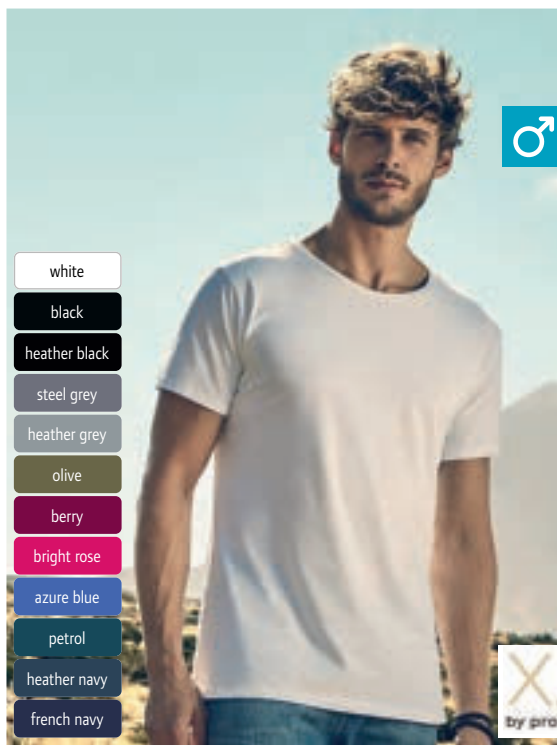 white
black
heather black
steel grey
heather grey
olive
berry
bright rose
azure blue
petrol
heather navy
french navy
X
by pro